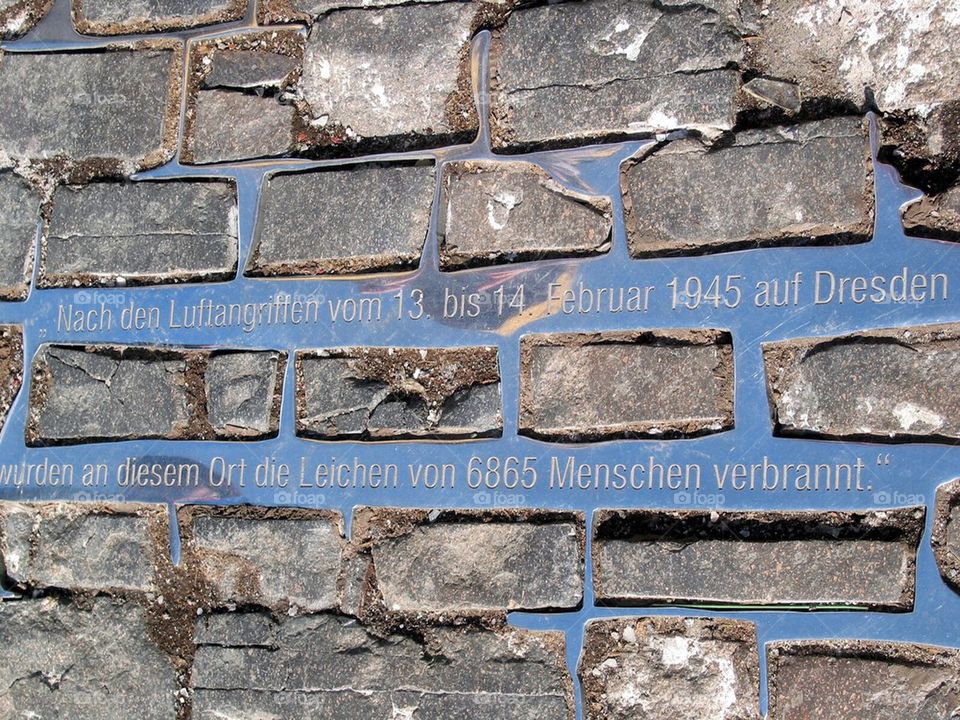 „Nach den Luftangriffen vom 13. bis 14. Februar 1945 auf Dresden
wurden an diesem Ort die Leichen von 6865 Menschen verbrannt.“